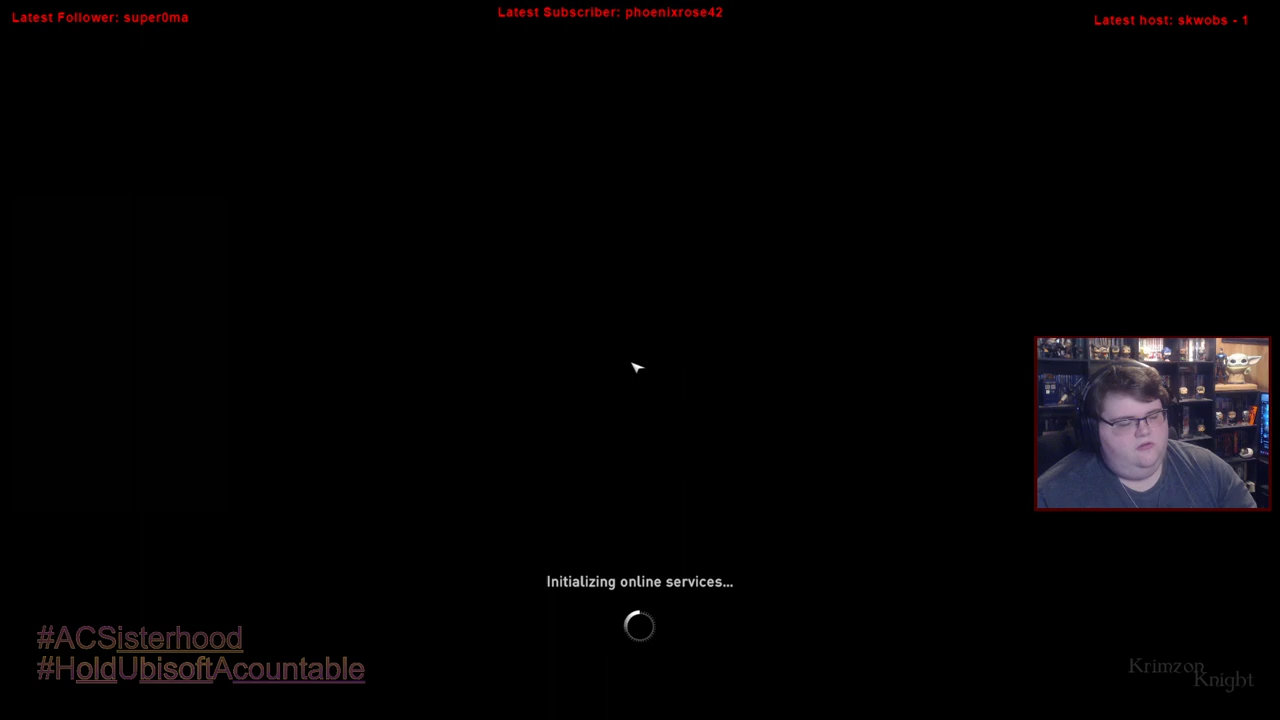 Latest Follower: super0ma
Latest Subscriber: phoenixrose42
Latest host: skwobs - 1
Initializing online services...
#ACSisterhood
#HoldUbisoftAcountable
Krimzon
Knight